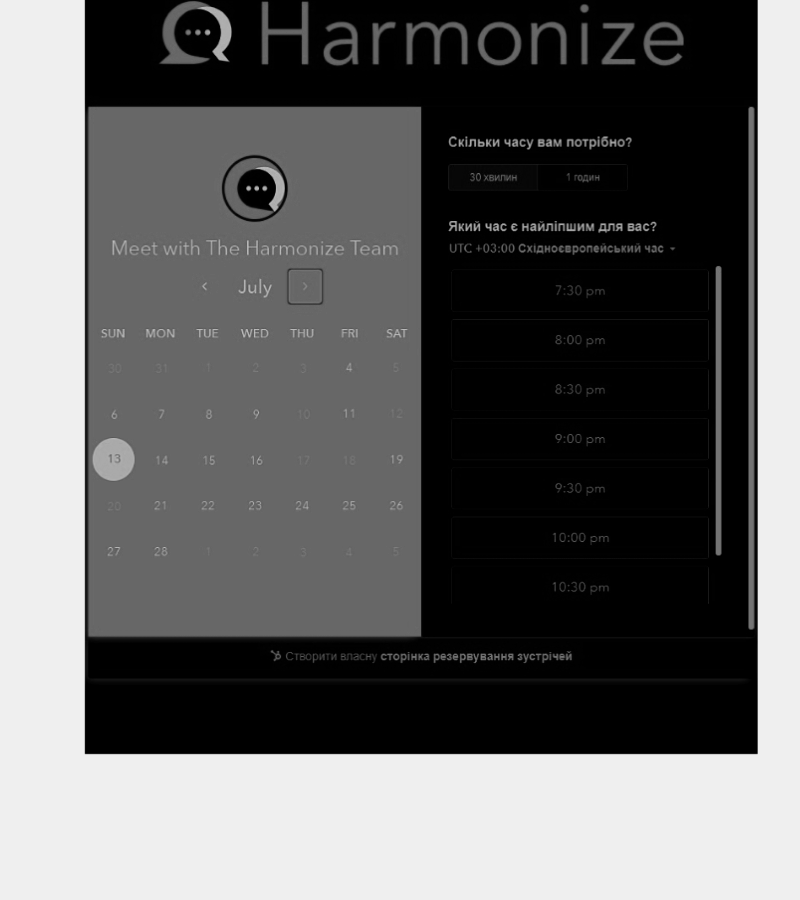 Harmonize
Meet with The Harmonize Team
July
SUN MON TUE WED THU FRI SAT
30 31 1 2 3 4 5
6 7 8 9 10 11 12
13 14 15 16 17 18 19
20 21 22 23 24 25 26
27 28 1 2 3 4 5
Скільки часу вам потрібно?
30 хвилин 1 годин
Який час є найліпшим для вас?
UTC +03:00 Східноєвропейський час
7:30 pm
8:00 pm
8:30 pm
9:00 pm
9:30 pm
10:00 pm
10:30 pm
Створити власну сторінка резервування зустрічей